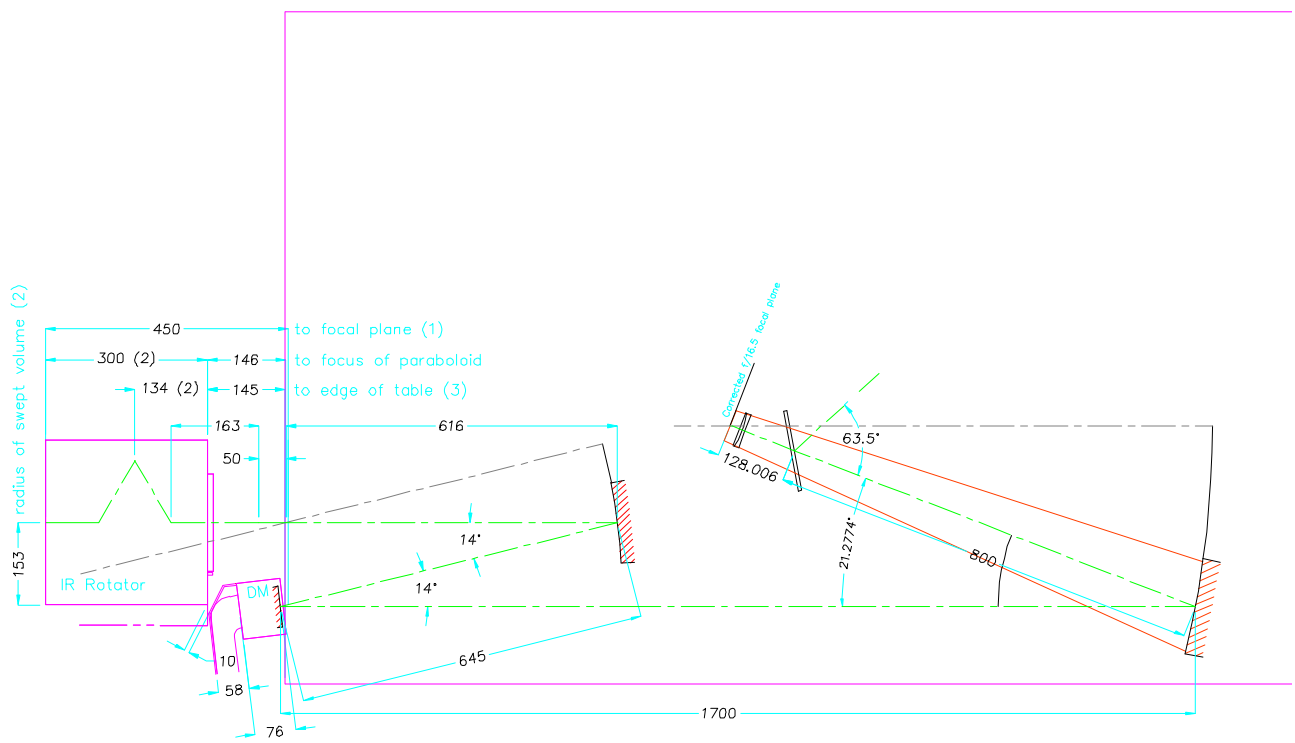 radius of swept volume (2)
450
to focal plane (1)
300 (2)
146
to focus of paraboloid
134 (2)
145
to edge of table (3)
163
616
50
Corrected f/16.5 focal plane
63.5°
128.006
153
14°
21.2774°
800
IR Rotator
DM
14°
10
645
58
1700
76